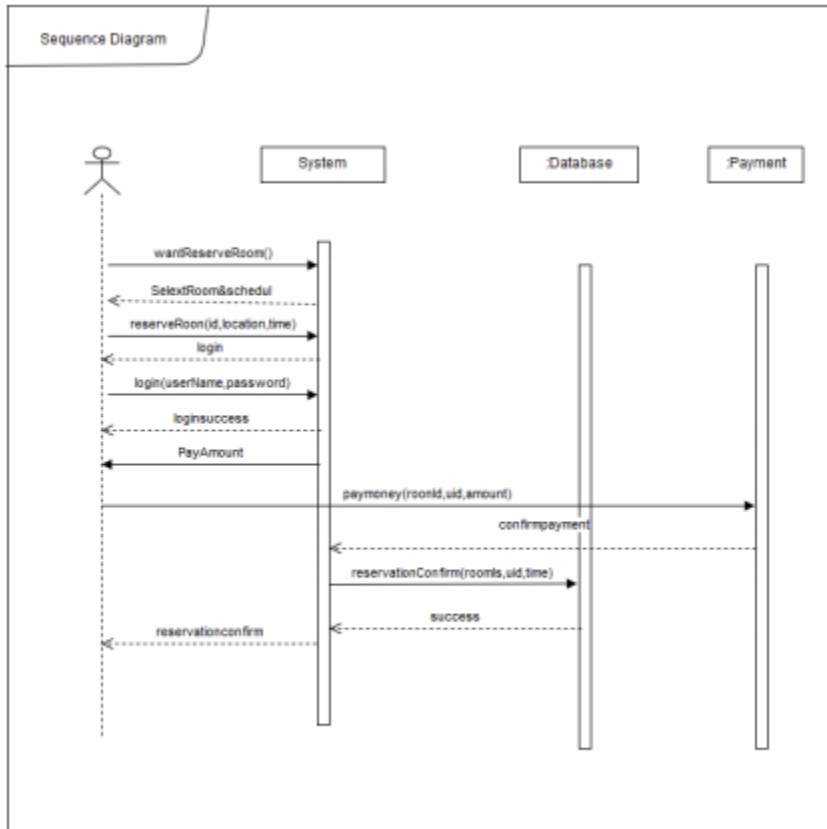 Sequence Diagram
System
:Database
:Payment
wantReserveRoom()
SelextRoom&schedul
reserveRoon(id,location,time)
login
login(userName,password)
loginsuccess
PayAmount
paymoney(roonId,uid,amount)
confirmpayment
reservationConfirm(roomIs,uid,time)
success
reservationconfirm